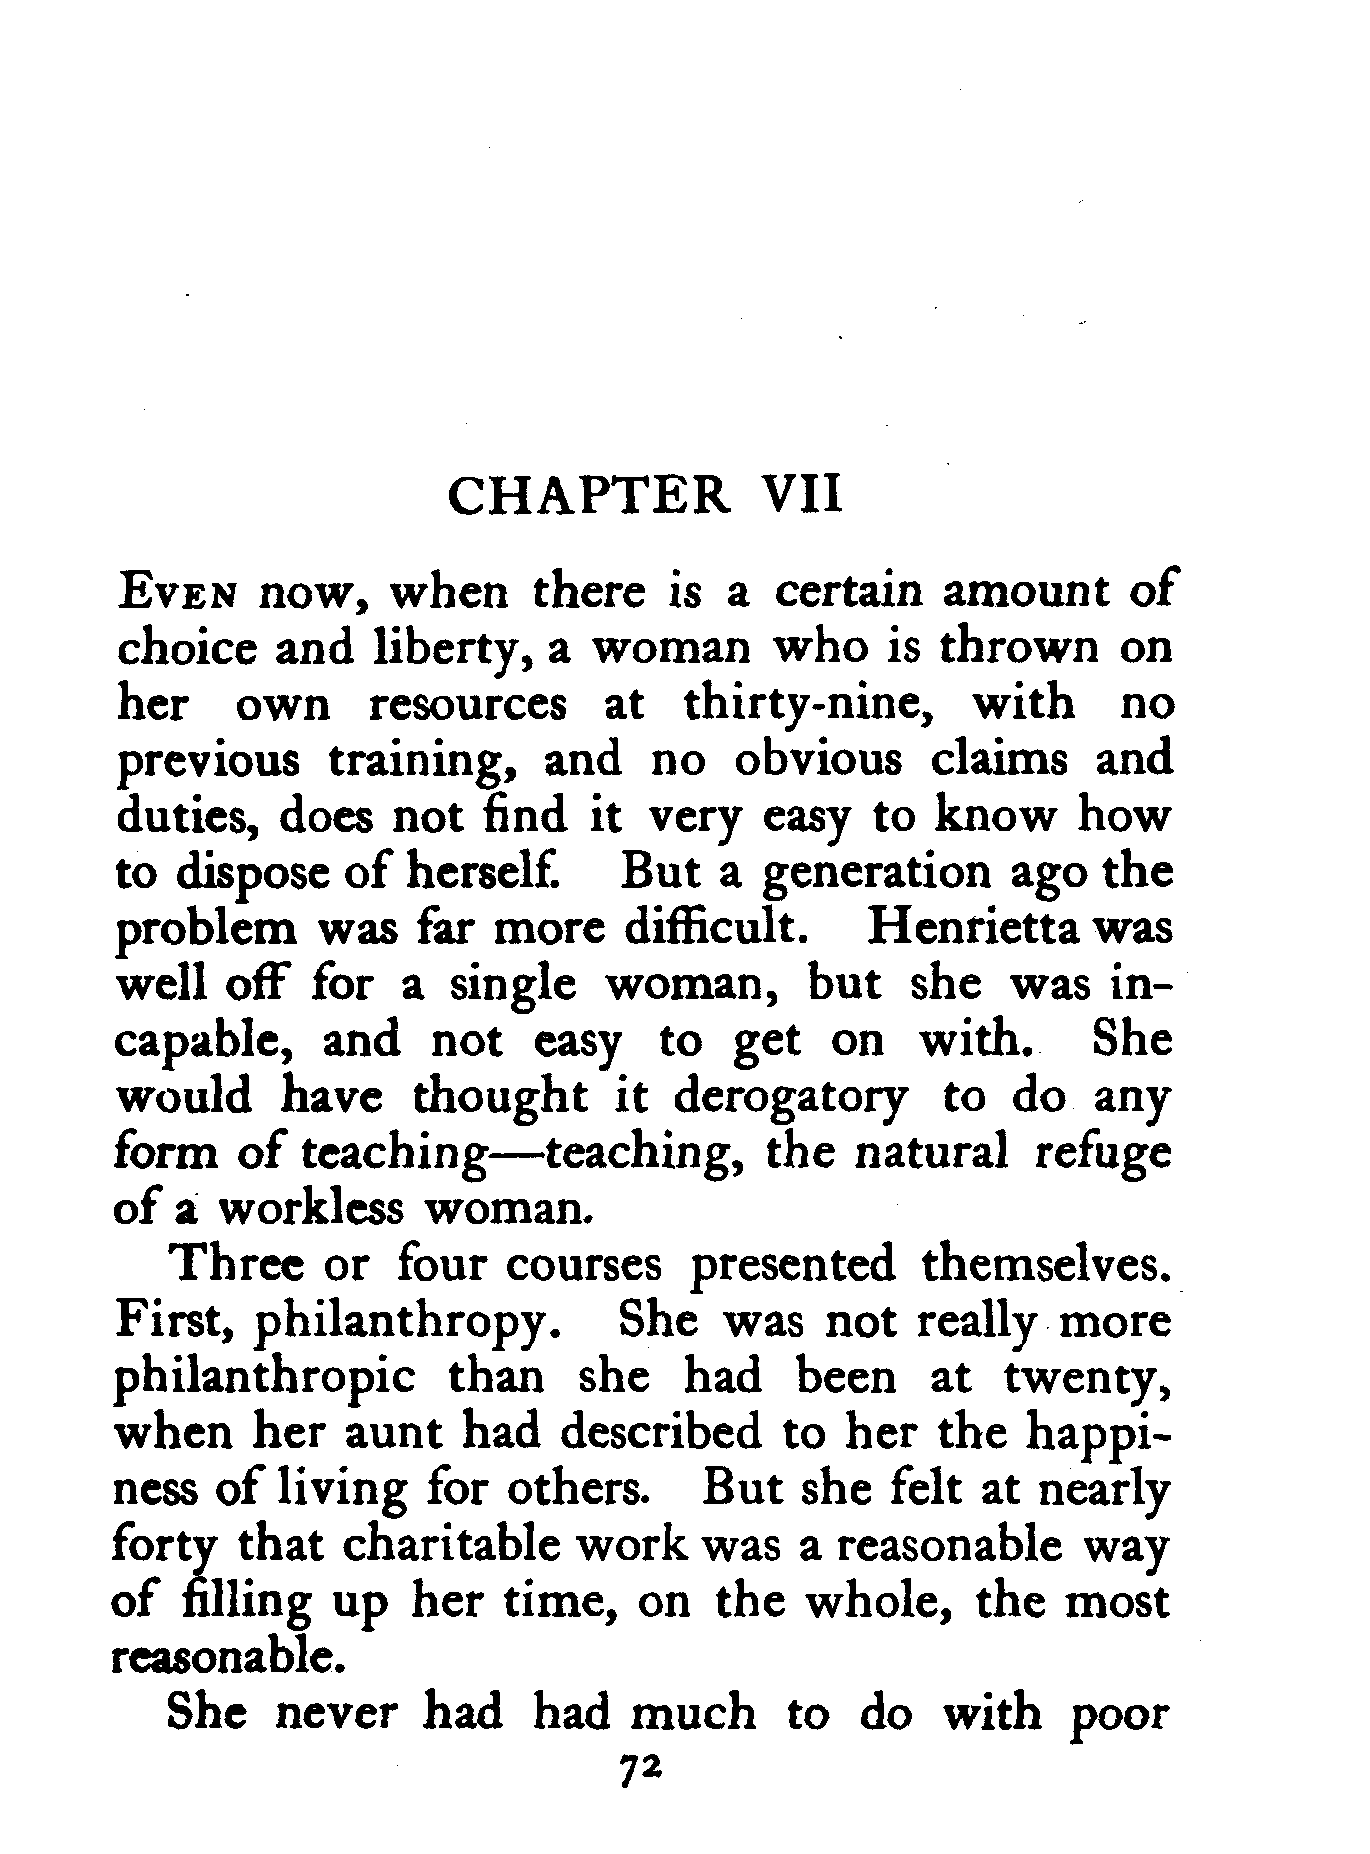 CHAPTER VII
Even now, when there is a certain amount of
choice and liberty, a woman who is thrown on
her own resources at thirty-nine, with no
previous training, and no obvious claims and
duties, does not find it very easy to know how
to dispose of herself. But a generation ago the
problem was far more difficult. Henrietta was
well off for a single woman, but she was in-
capable, and not easy to get on with. She
would have thought it derogatory to do any
form of teaching—teaching, the natural refuge
of a workless woman.
Three or four courses presented themselves.
First, philanthropy. She was not really more
philanthropic than she had been at twenty,
when her aunt had described to her the happi-
ness of living for others. But she felt at nearly
forty that charitable work was a reasonable way
of filling up her time, on the whole, the most
reasonable.
She never had had much to do with poor
72